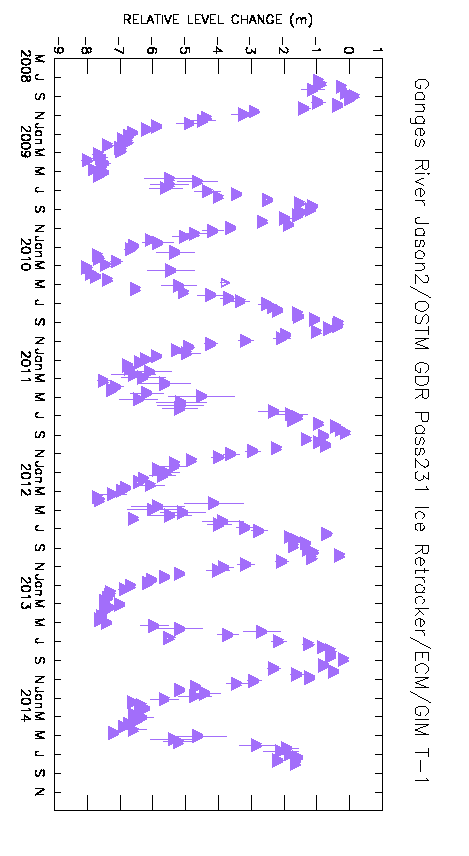 Ganges River Jason2/OSTM GDR Pass231 Ice Retracker/ECM/GIM T-1
RELATIVE LEVEL CHANGE (m)
1
0
-1
-2
-3
-4
-5
-6
-7
-8
-9
M J S N Jan M M J S N Jan M M J S N Jan M M J S N Jan M M J S N Jan M M J S N Jan M M J S N
2008 2009 2010 2011 2012 2013 2014